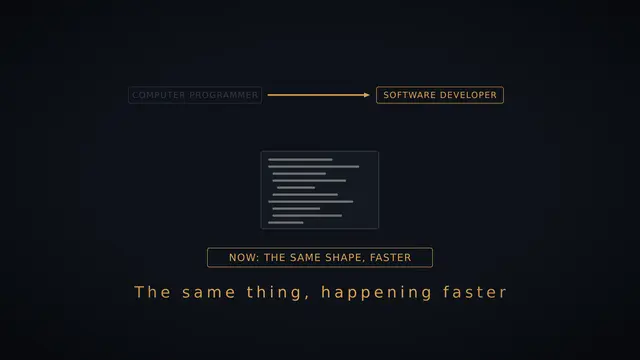 COMPUTER PROGRAMMER
SOFTWARE DEVELOPER
NOW: THE SAME SHAPE, FASTER
The same thing, happening faster